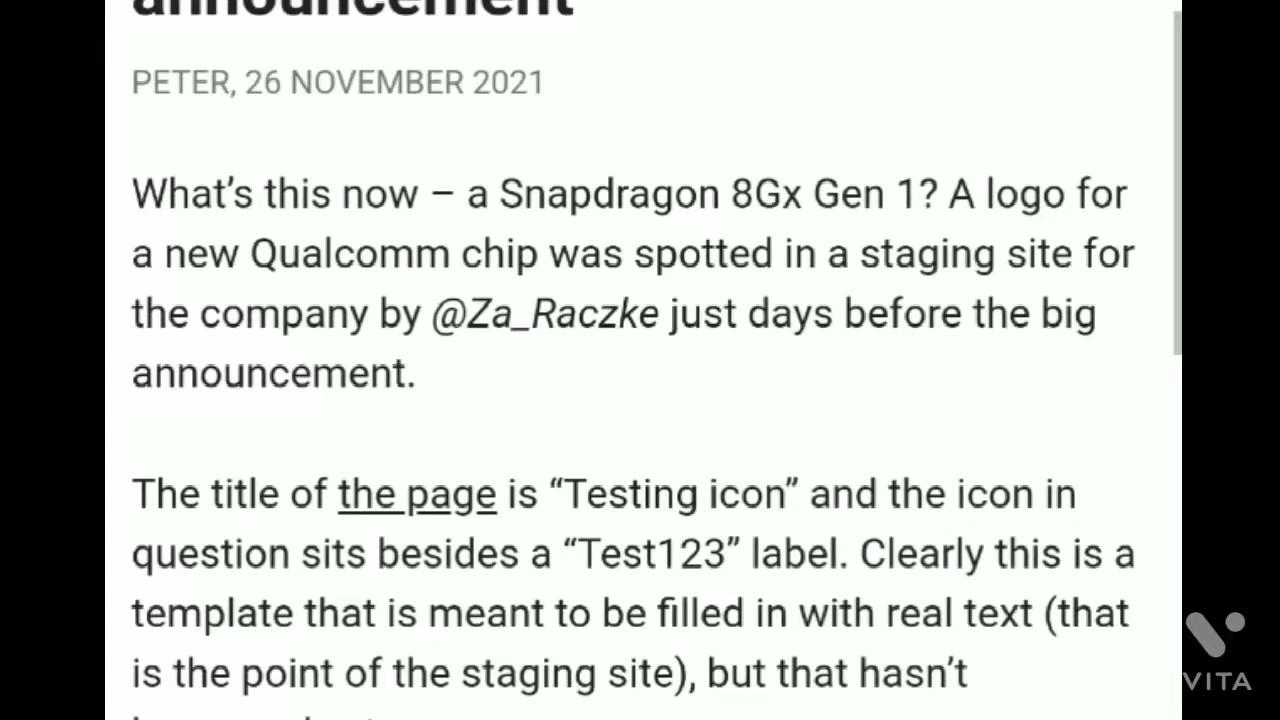 announcement
PETER, 26 NOVEMBER 2021
What’s this now – a Snapdragon 8Gx Gen 1? A logo for
a new Qualcomm chip was spotted in a staging site for
the company by @Za_Raczke just days before the big
announcement.
The title of the page is “Testing icon” and the icon in
question sits besides a “Test123” label. Clearly this is a
template that is meant to be filled in with real text (that
is the point of the staging site), but that hasn’t
VITA